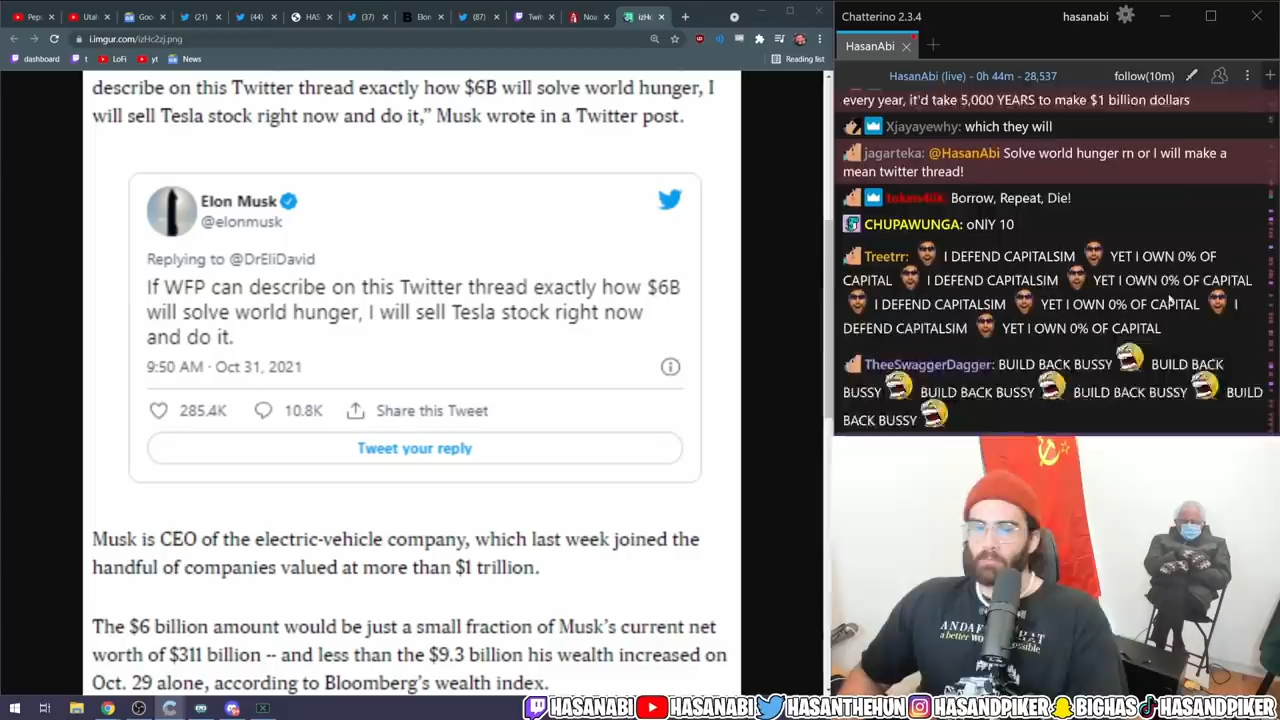 Pep
Utal
Goo
(21)
(44)
HAS
(37)
Elon
(87)
Twit
Noa
izHc
i.imgur.com/izHc2zj.png
dashboard
t
LoFi
yt
News
Reading list
describe on this Twitter thread exactly how $6B will solve world hunger, I
will sell Tesla stock right now and do it,” Musk wrote in a Twitter post.
Elon Musk
@elonmusk
Replying to @DrEliDavid
If WFP can describe on this Twitter thread exactly how $6B
will solve world hunger, I will sell Tesla stock right now
and do it.
9:50 AM · Oct 31, 2021
285.4K 10.8K Share this Tweet
Tweet your reply
Musk is CEO of the electric-vehicle company, which last week joined the
handful of companies valued at more than $1 trillion.
The $6 billion amount would be just a small fraction of Musk’s current net
worth of $311 billion -- and less than the $9.3 billion his wealth increased on
Oct. 29 alone, according to Bloomberg’s wealth index.
Chatterino 2.3.4
hasanabi
HasanAbi
HasanAbi (live) - 0h 44m - 28,537
follow(10m)
every year, it'd take 5,000 YEARS to make $1 billion dollars
Xjayayewhy: which they will
jagarteka: @HasanAbi Solve world hunger rn or I will make a
mean twitter thread!
Borrow, Repeat, Die!
CHUPAWUNGA: oNlY 10
Treetrr: I DEFEND CAPITALSIM YET I OWN 0% OF
CAPITAL I DEFEND CAPITALSIM YET I OWN 0% OF CAPITAL
I DEFEND CAPITALSIM YET I OWN 0% OF CAPITAL I
DEFEND CAPITALSIM YET I OWN 0% OF CAPITAL
TheeSwaggerDagger: BUILD BACK BUSSY BUILD BACK
BUSSY BUILD BACK BUSSY BUILD BACK BUSSY BUILD
BACK BUSSY
HASANABI HASANABI HASANTHEHUN HASANDPIKER BIGHAS HASANDPIKER